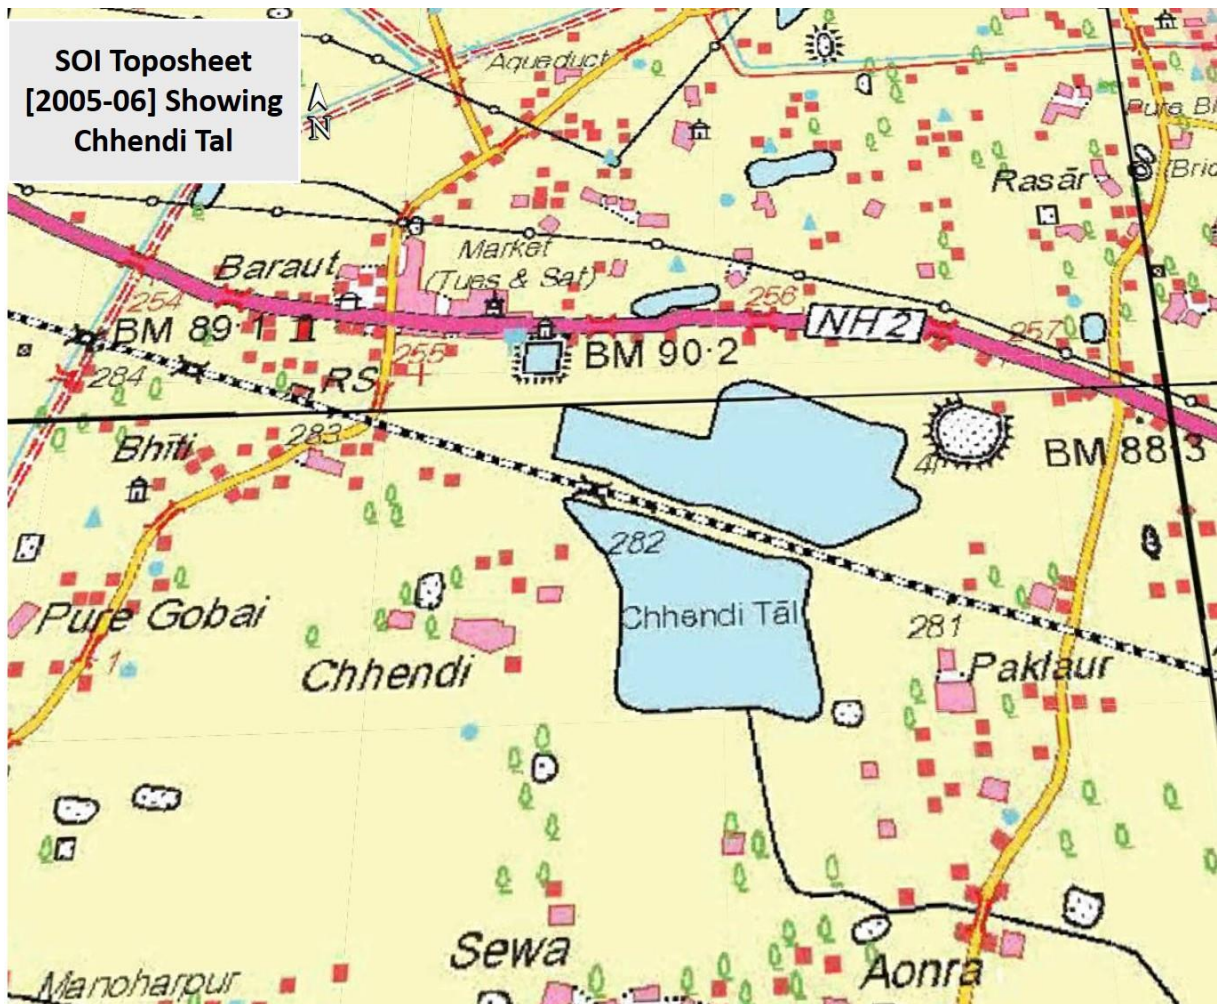 SOI Toposheet
[2005-06] Showing
Chhendi Tal
N
Aqueduct
Rasār
Market
(Tues & Sat)
Baraut
254
256
NH 2
257
BM 89·1
BM 90·2
255
284
RS
283
Bhīti
BM 88·3
282
Chhendi Tāl
Pure Gobai
281
1
Chhendi
Paklaur
Sewa
Aonra
Manoharpur